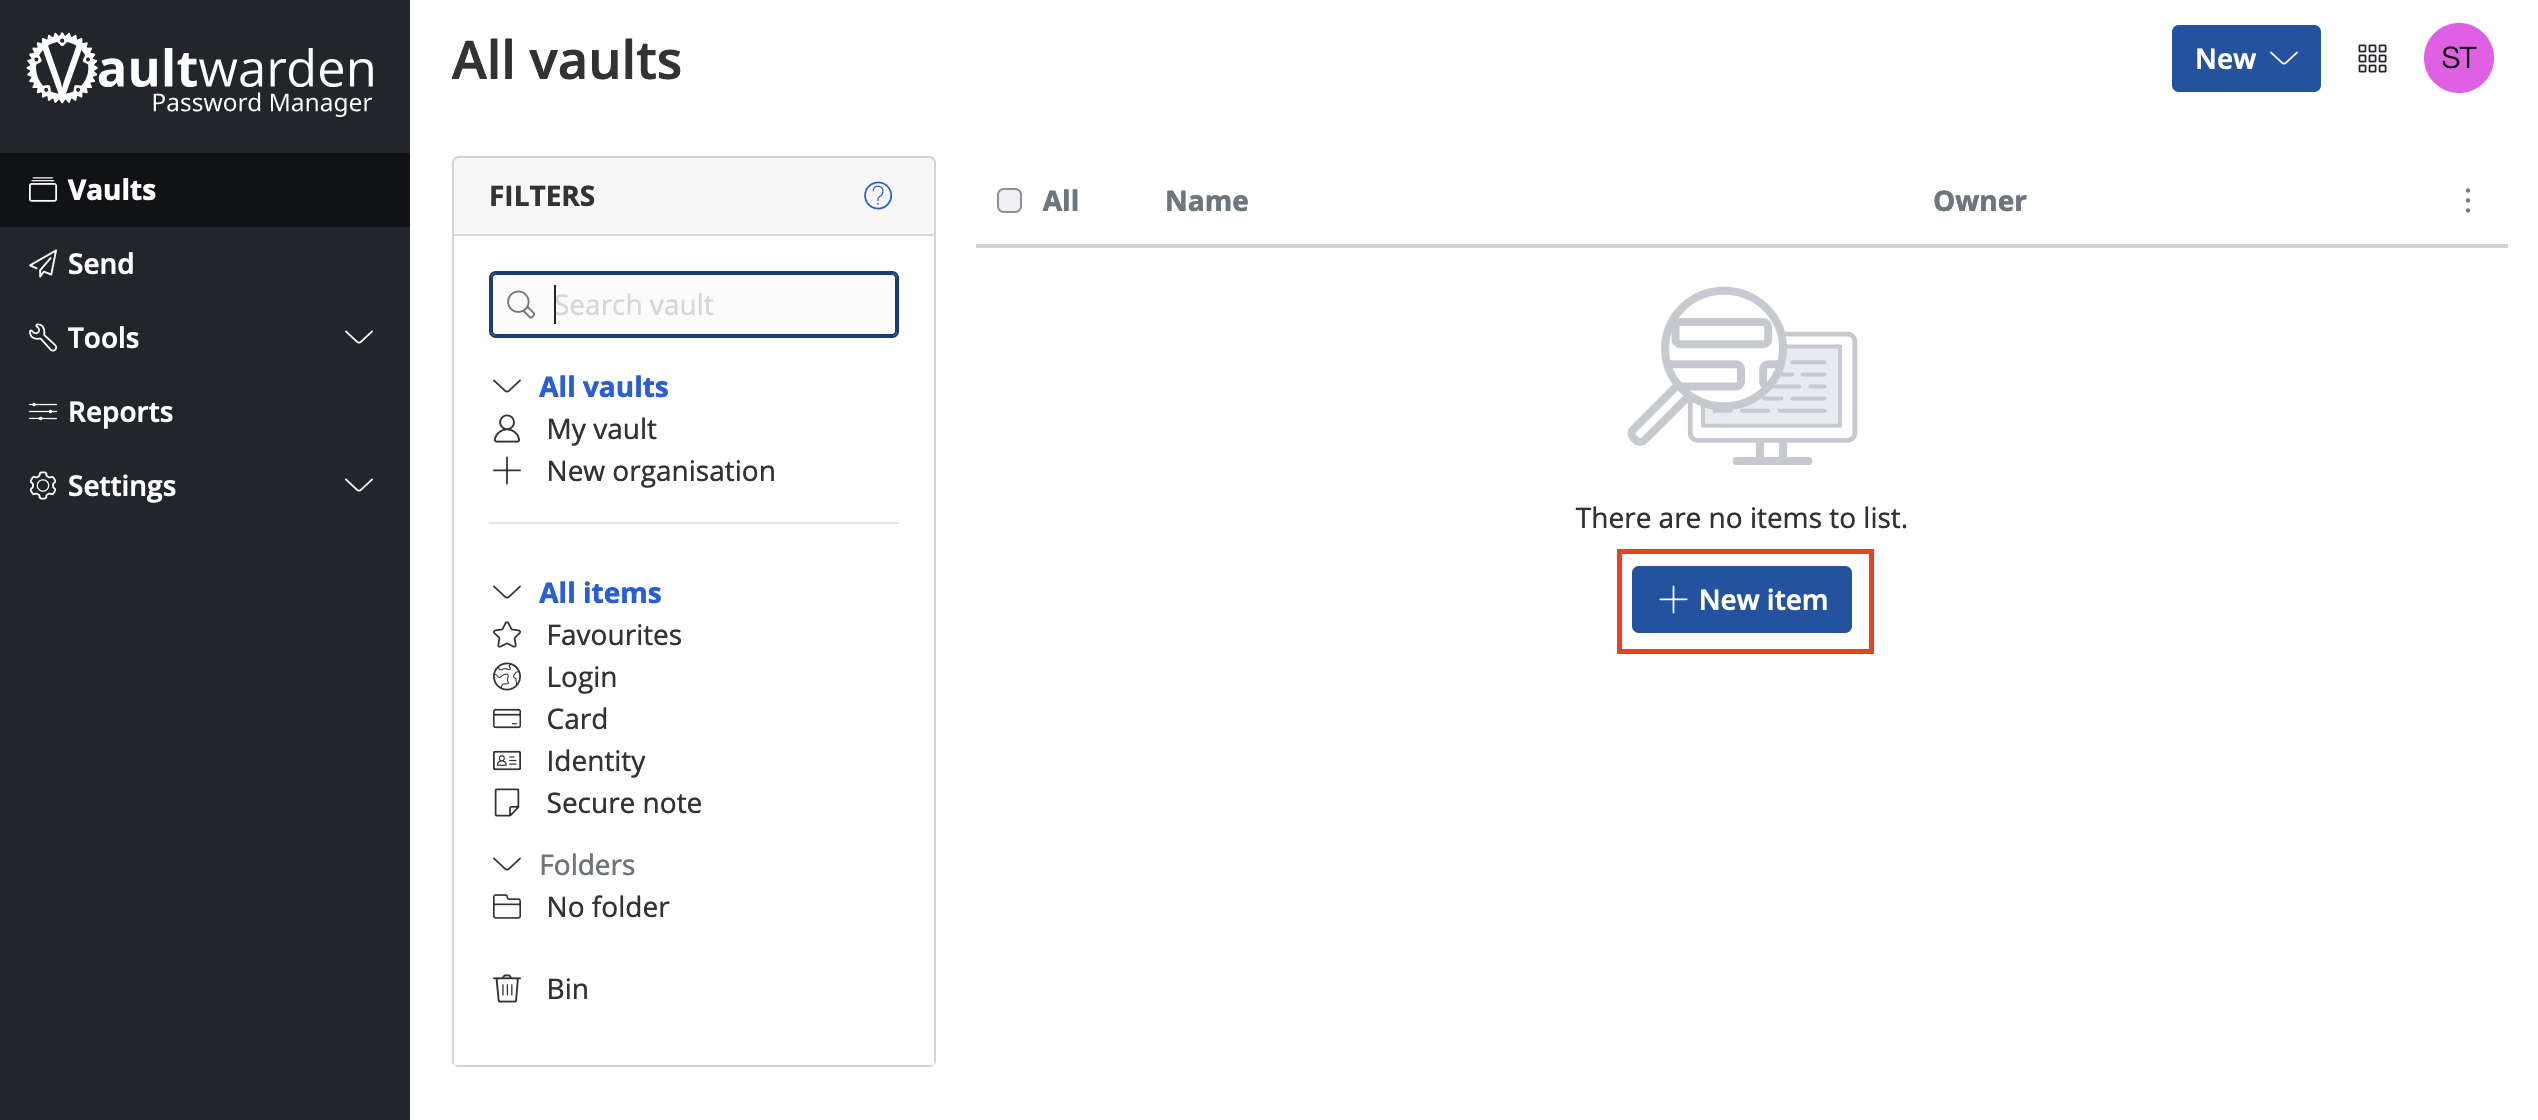 Vaultwarden
Password Manager
Vaults
Send
Tools
Reports
Settings
All vaults
New
ST
FILTERS
Search vault
All vaults
My vault
New organisation
All items
Favourites
Login
Card
Identity
Secure note
Folders
No folder
Bin
All Name Owner
There are no items to list.
New item